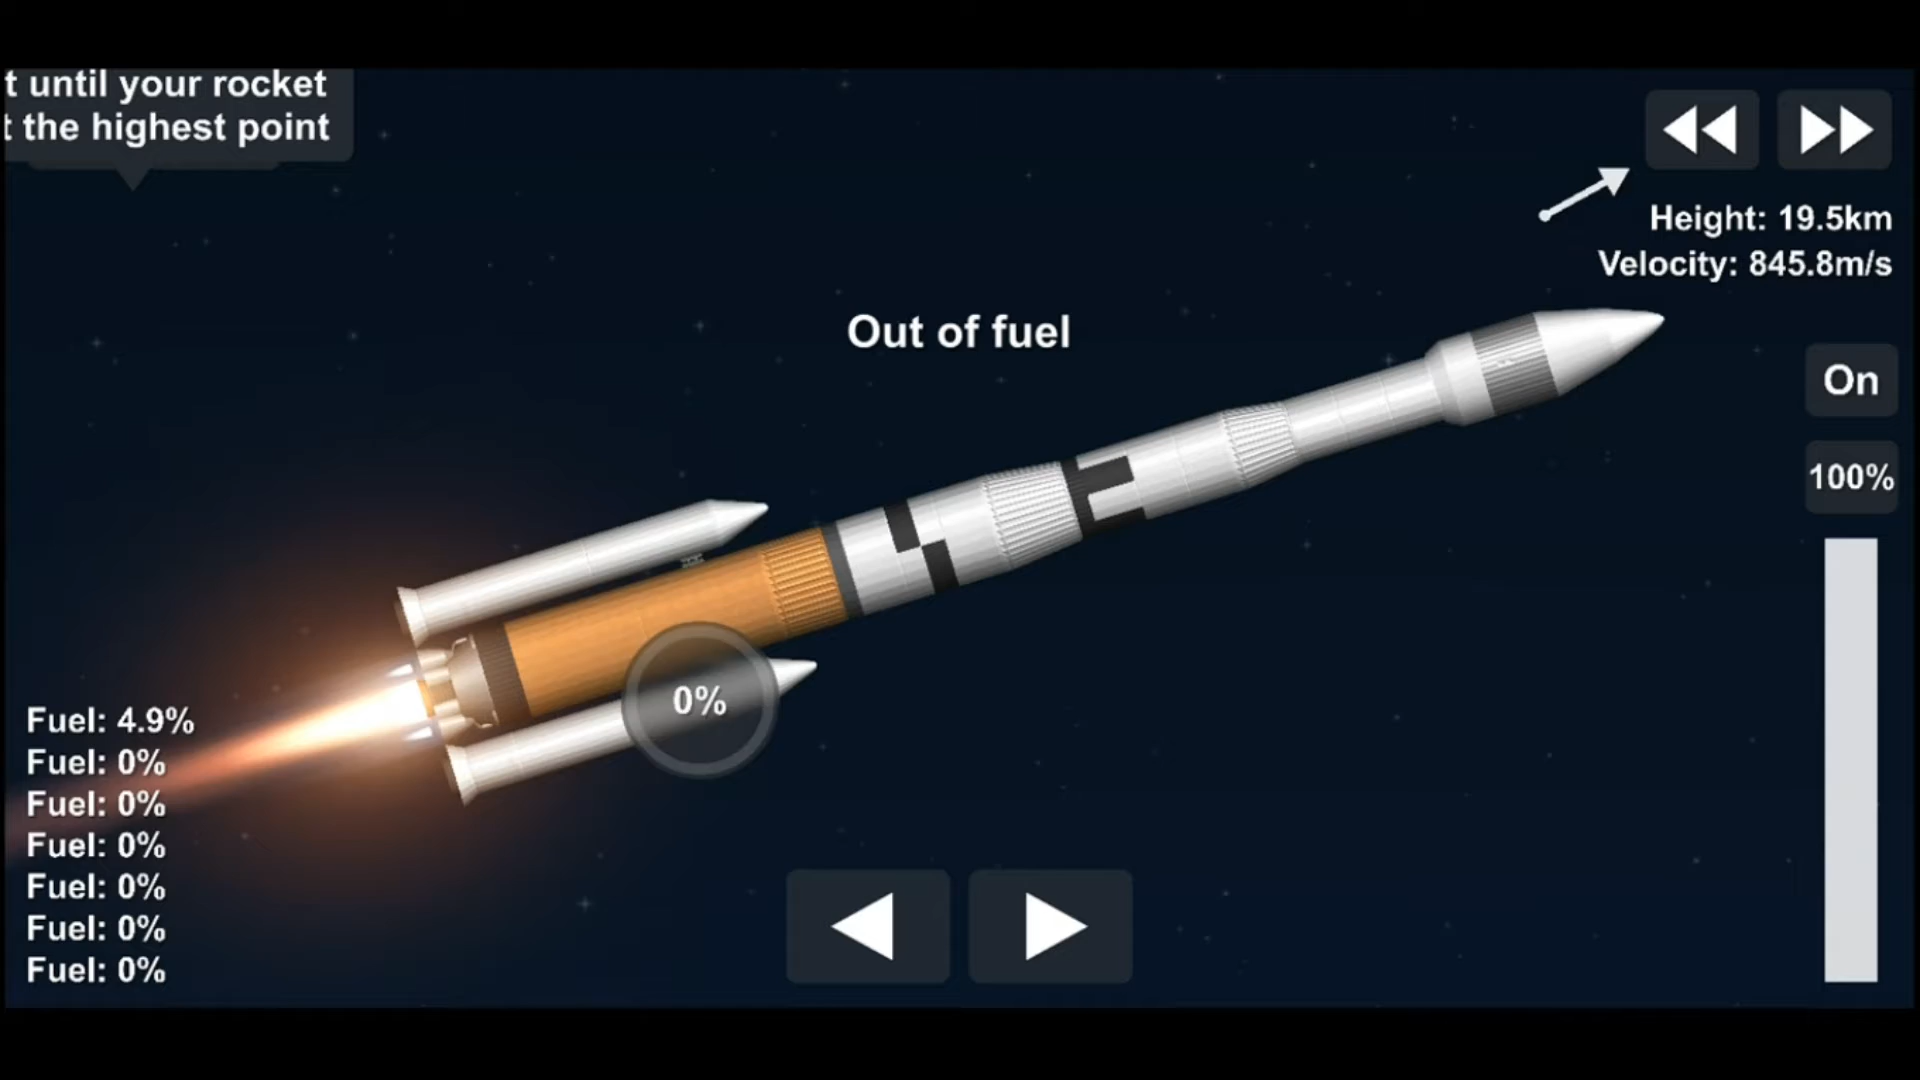 t until your rocket
t the highest point
Height: 19.5km
Velocity: 845.8m/s
Out of fuel
On
100%
0%
Fuel: 4.9%
Fuel: 0%
Fuel: 0%
Fuel: 0%
Fuel: 0%
Fuel: 0%
Fuel: 0%